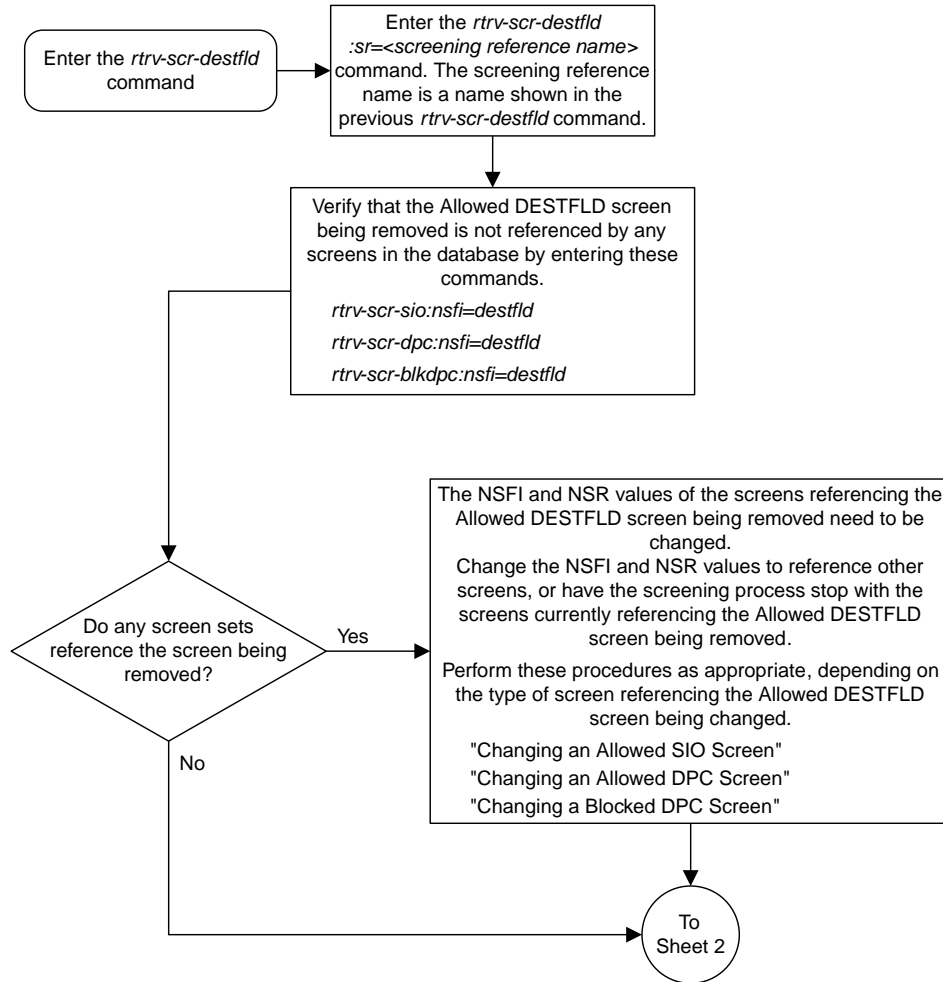 Enter the rtrv-scr-destfld
command
Enter the rtrv-scr-destfld
:sr=<screening reference name>
command. The screening reference
name is a name shown in the
previous rtrv-scr-destfld command.
Verify that the Allowed DESTFLD screen
being removed is not referenced by any
screens in the database by entering these
commands.
rtrv-scr-sio:nsfi=destfld
rtrv-scr-dpc:nsfi=destfld
rtrv-scr-blkdpc:nsfi=destfld
Do any screen sets
reference the screen being
removed?
Yes
No
The NSFI and NSR values of the screens referencing the
Allowed DESTFLD screen being removed need to be
changed.
Change the NSFI and NSR values to reference other
screens, or have the screening process stop with the
screens currently referencing the Allowed DESTFLD
screen being removed.
Perform these procedures as appropriate, depending on
the type of screen referencing the Allowed DESTFLD
screen being changed.
"Changing an Allowed SIO Screen"
"Changing an Allowed DPC Screen"
"Changing a Blocked DPC Screen"
To
Sheet 2